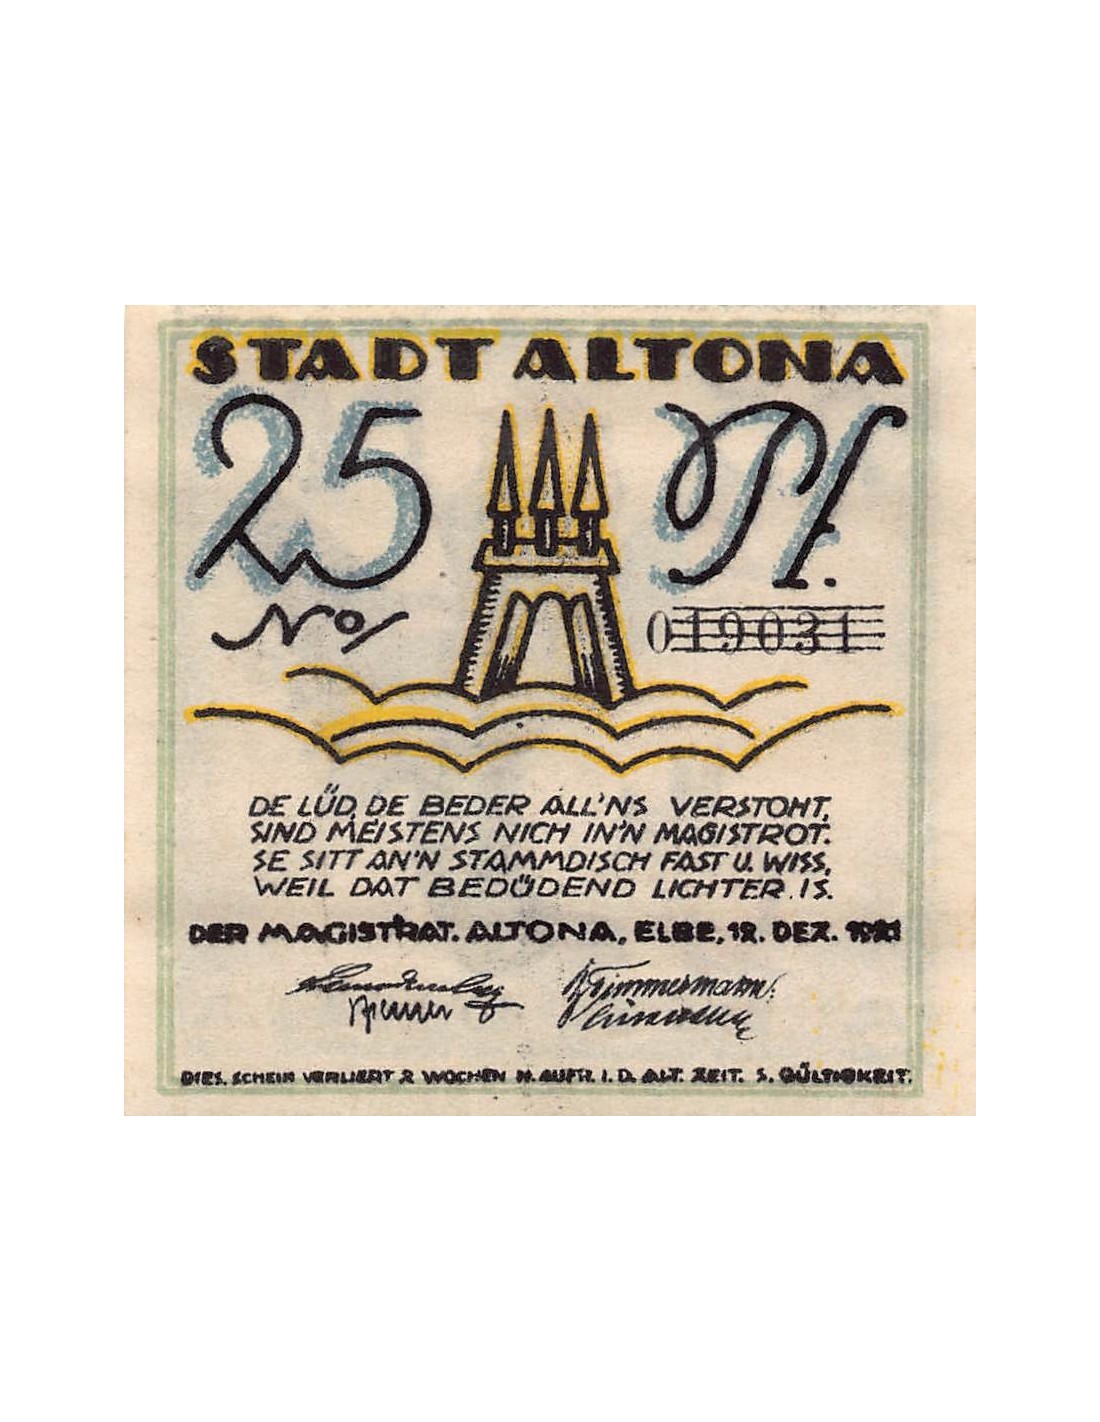 STADT ALTONA
25 Pf.
No/ 019031
DE LÜD, DE BEDER ALL'NS VERSTOHT,
SIND MEISTENS NICH IN'N MAGISTROT.
SE SITT AN'N STAMMDISCH FAST U. WISS,
WEIL DAT BEDÜDEND LICHTER IS.
DER MAGISTRAT. ALTONA, ELBE, 12. DEZ. 1921
DIES. SCHEIN VERLIERT 2 WOCHEN N. AUFR. I. D. ALT. ZEIT. S. GÜLTIGKEIT.